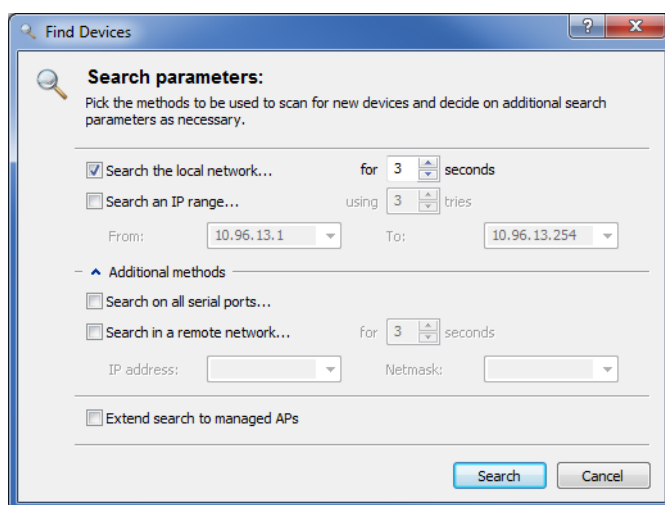 Find Devices
Search parameters:
Pick the methods to be used to scan for new devices and decide on additional search
parameters as necessary.
Search the local network... for 3 seconds
Search an IP range... using 3 tries
From: 10.96.13.1 To: 10.96.13.254
Additional methods
Search on all serial ports...
Search in a remote network... for 3 seconds
IP address: Netmask:
Extend search to managed APs
Search Cancel